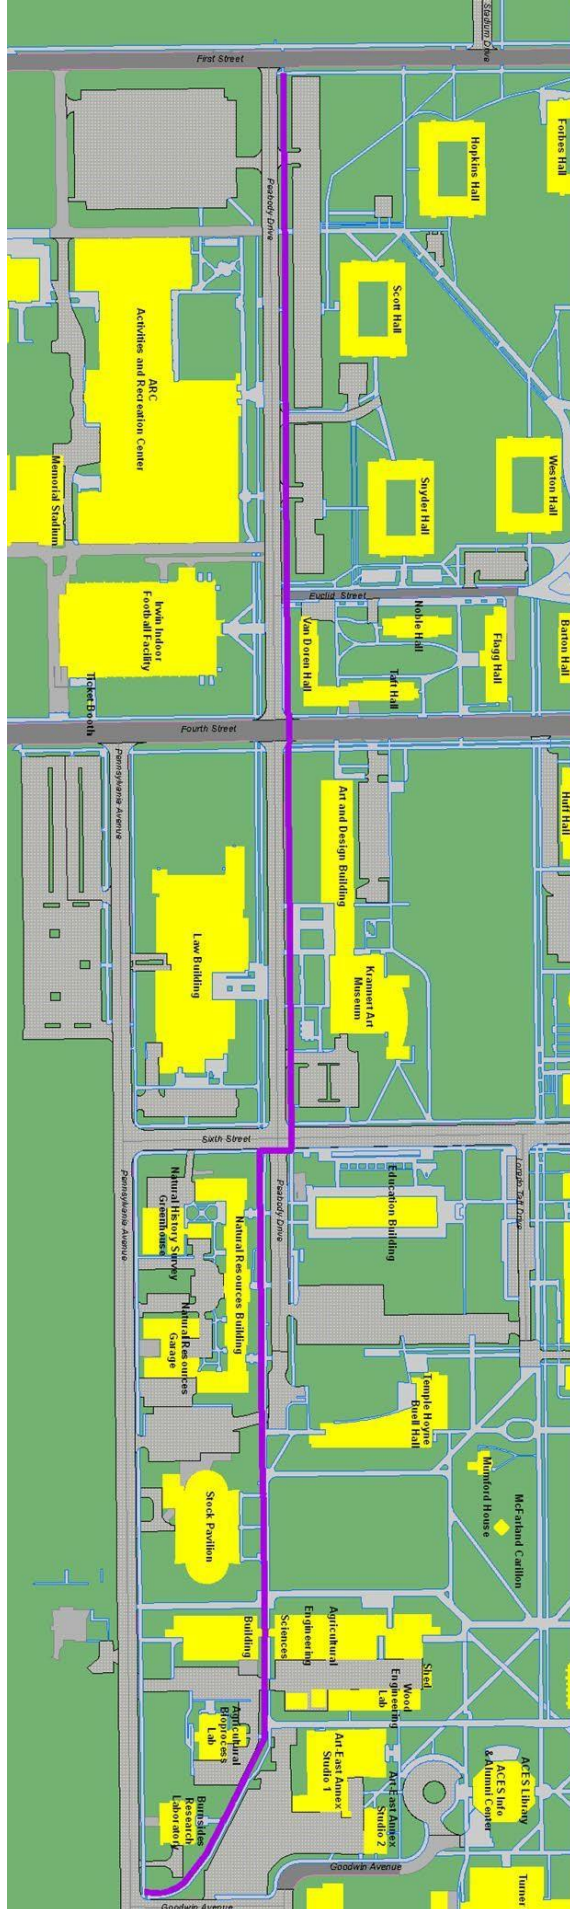 Stadium Drive
First Street
Forbes Hall
Hopkins Hall
Peabody Drive
Scott Hall
ARC
Activities and Recreation Center
Weston Hall
Memorial Stadium
Snyder Hall
Euclid Street
Irwin Indoor
Football Facility
Van Doren Hall
Noble Hall
Flagg Hall
Barton Hall
Taft Hall
Ticket Booth
Fourth Street
Pennsylvania Avenue
Huff Hall
Art and Design Building
Law Building
Krannert Art
Museum
Sixth Street
Pennsylvania Avenue
Peabody Drive
Loredo Taft Drive
Education Building
Natural History Survey
Greenhouse
Natural Resources Building
Natural Resources
Garage
Temple Hoyne
Buell Hall
Mumford House
McFarland Carillon
Stock Pavilion
Agricultural
Engineering
Sciences
Building
Shed
Wood
Engineering
Lab
Agricultural
Bioprocess
Lab
Art-East Annex
Studio 1
Art-East Annex
Studio 2
ACES Library
ACES Info
& Alumni Center
Burnsides
Research
Laboratory
Goodwin Avenue
Goodwin Avenue
Turner